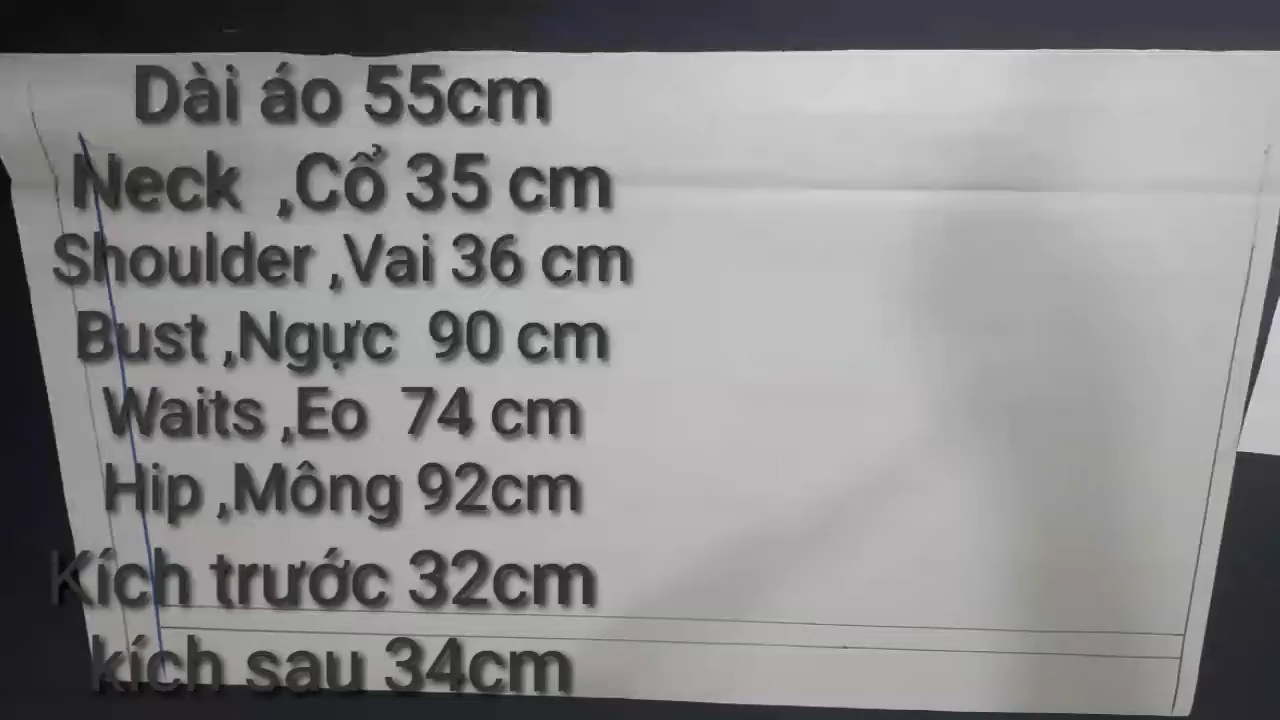 Dài áo 55cm
Neck ,Cổ 35 cm
Shoulder ,Vai 36 cm
Bust ,Ngực 90 cm
Waits ,Eo 74 cm
Hip ,Mông 92cm
Kích trước 32cm
kích sau 34cm